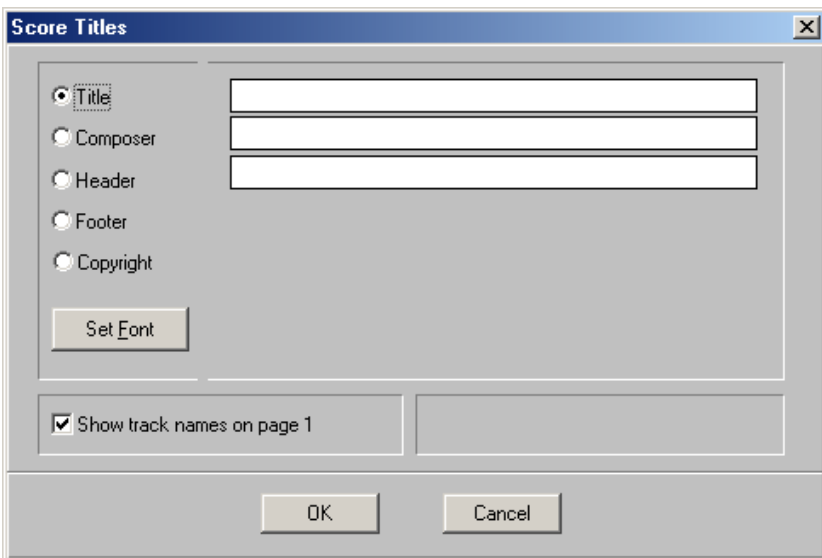 Score Titles
Title
Composer
Header
Footer
Copyright
Set Font
Show track names on page 1
OK
Cancel